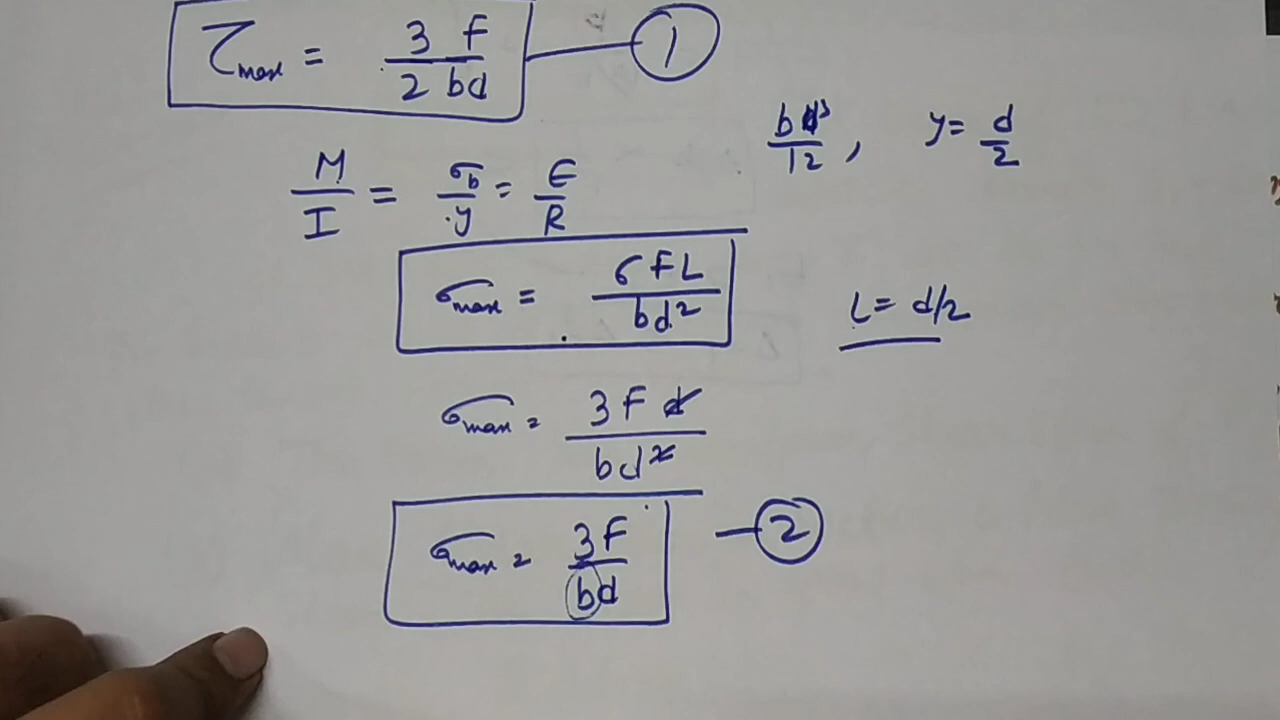 τmax = 3 F / 2 bd — 1
bd³ / 12 , y = d / 2
M / I = σb / y = E / R
σmax = 6 F L / bd²
L = d/2
σmax = 3 F d / bd²
σmax = 3 F / bd — 2